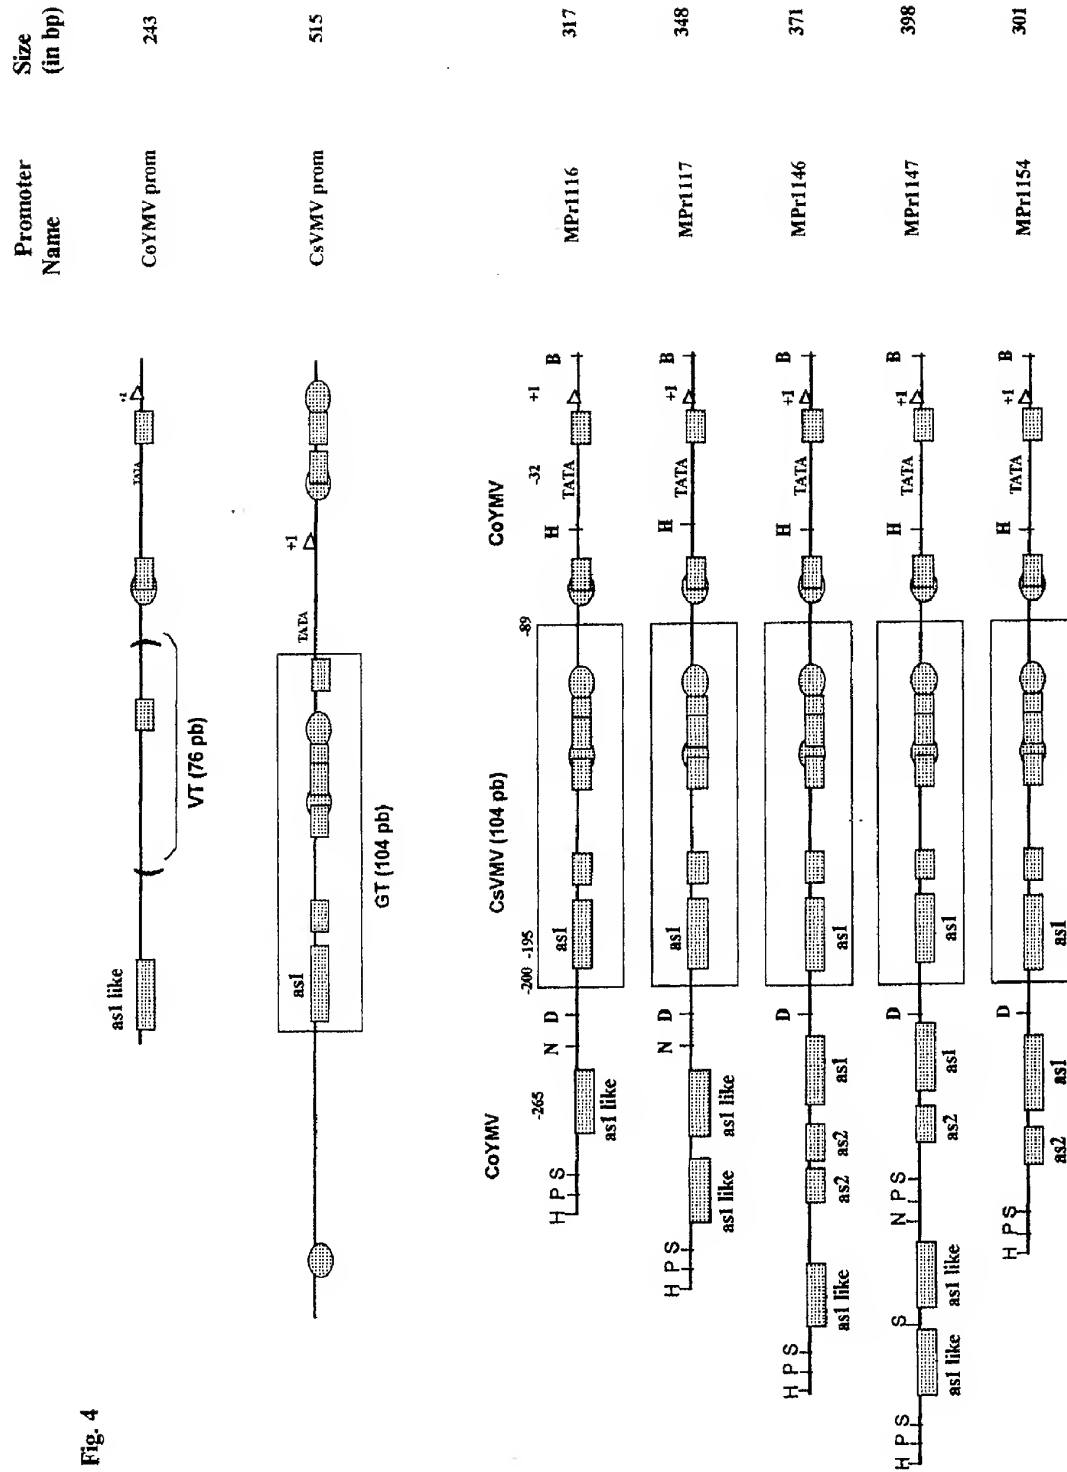 Fig. 4
Promoter Name
Size (in bp)
as1 like
TATA
+1
CoYMV prom
243
VT (76 pb)
as1
TATA
+1
CsVMV prom
515
GT (104 pb)
CoYMV
CsVMV (104 pb)
CoYMV
-265
-200 -195
-89
-32
+1
H P S
as1 like
N D
as1
H
TATA
B
MPr1116
317
H P S
as1 like
as1 like
N D
as1
H
TATA
+1
B
MPr1117
348
H P S
as1 like
as2
as2
as1
D
as1
H
TATA
+1
B
MPr1146
371
H P S
as1 like
S
as1 like
N P S
as2
as1
D
as1
H
TATA
+1
B
MPr1147
398
H P S
as2
as1
D
as1
H
TATA
+1
B
MPr1154
301